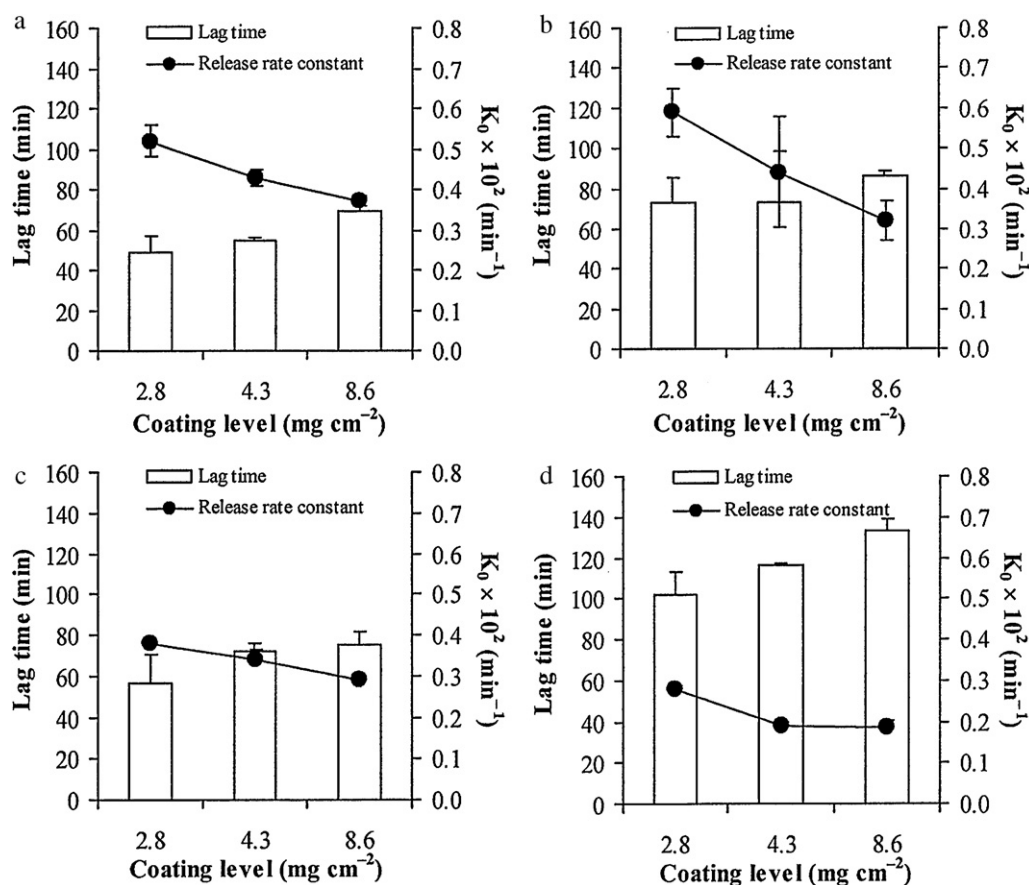 a
160
140
120
100
80
60
40
20
0
Lag time (min)
Lag time
Release rate constant
0.8
0.7
0.6
0.5
0.4
0.3
0.2
0.1
0.0
K₀ × 10² (min⁻¹)
2.8 4.3 8.6
Coating level (mg cm⁻²)
b
160
140
120
100
80
60
40
20
0
Lag time (min)
Lag time
Release rate constant
0.8
0.7
0.6
0.5
0.4
0.3
0.2
0.1
0.0
K₀ × 10² (min⁻¹)
2.8 4.3 8.6
Coating level (mg cm⁻²)
c
160
140
120
100
80
60
40
20
0
Lag time (min)
Lag time
Release rate constant
0.8
0.7
0.6
0.5
0.4
0.3
0.2
0.1
0.0
K₀ × 10² (min⁻¹)
2.8 4.3 8.6
Coating level (mg cm⁻²)
d
160
140
120
100
80
60
40
20
0
Lag time (min)
Lag time
Release rate constant
0.8
0.7
0.6
0.5
0.4
0.3
0.2
0.1
0.0
K₀ × 10² (min⁻¹)
2.8 4.3 8.6
Coating level (mg cm⁻²)